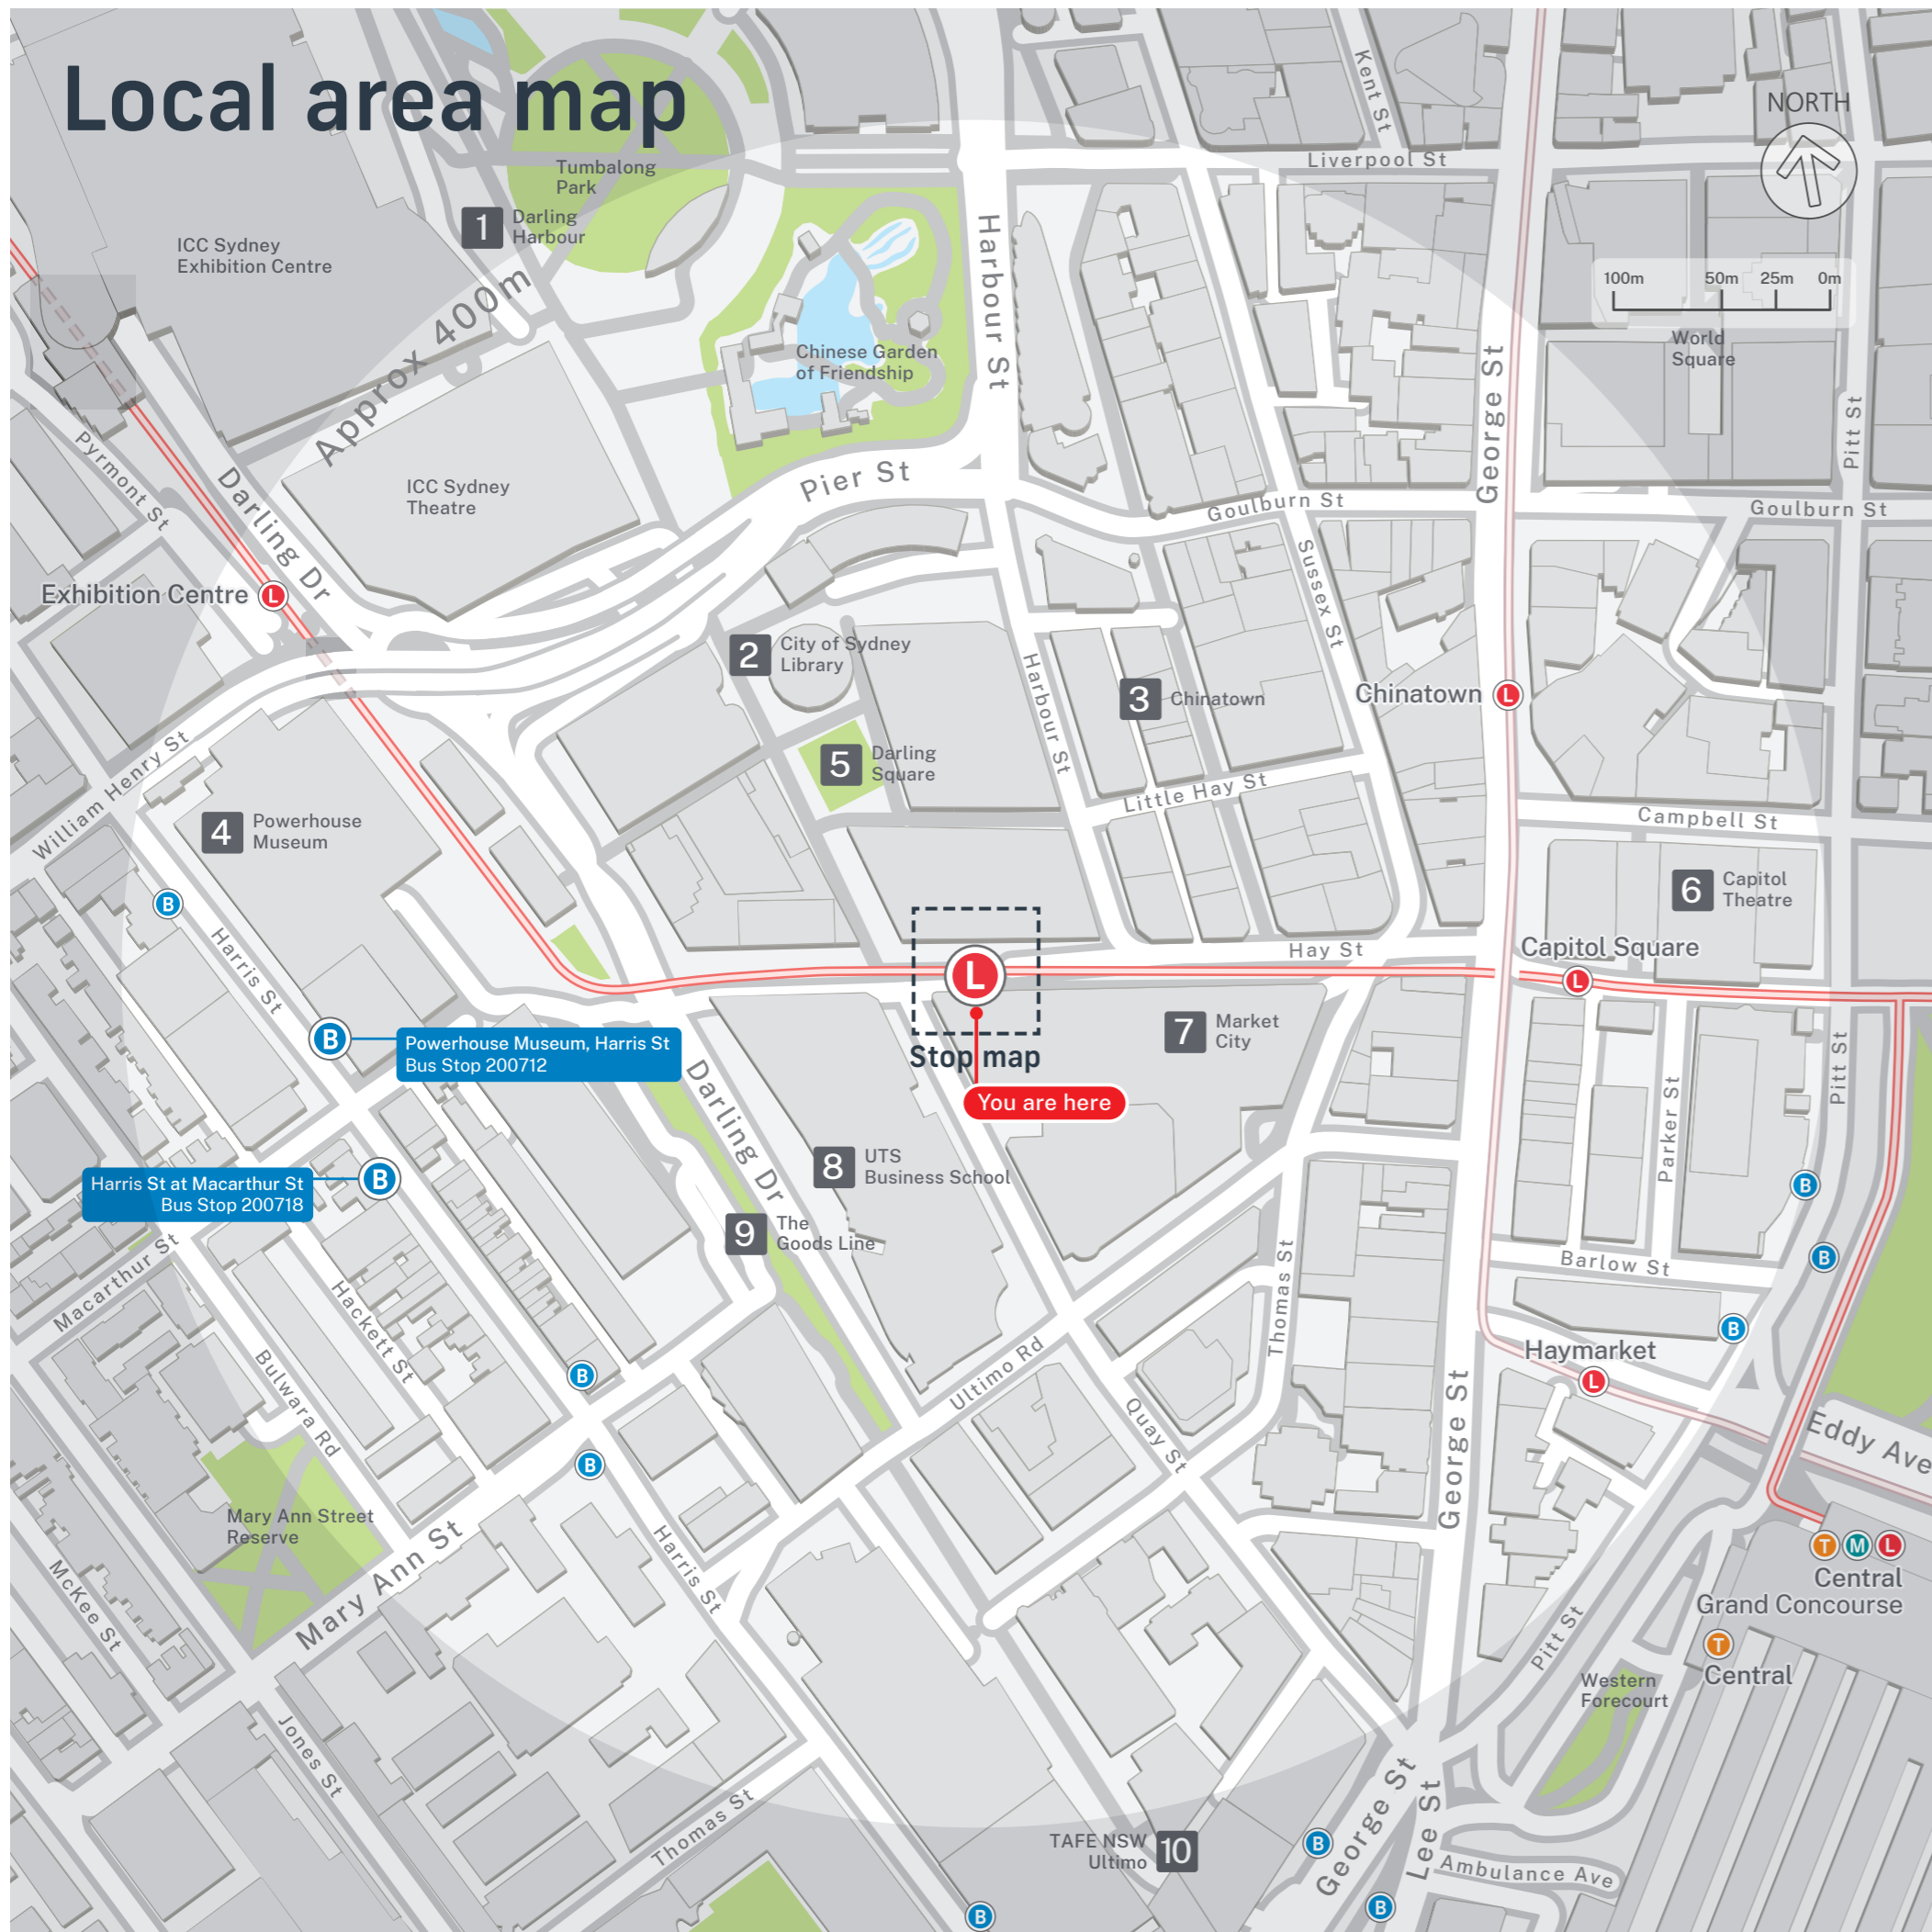 Local area map
Kent St
NORTH
Liverpool St
Tumbalong
Park
1
Darling
Harbour
ICC Sydney
Exhibition Centre
Approx 400m
Harbour St
100m 50m 25m 0m
World
Square
Chinese Garden
of Friendship
George St
Pitt St
Pyrmont St
Darling Dr
ICC Sydney
Theatre
Pier St
Goulburn St
Goulburn St
Sussex St
Exhibition Centre
L
2
City of Sydney
Library
Harbour St
3
Chinatown
Chinatown
L
William Henry St
5
Darling
Square
Little Hay St
4
Powerhouse
Museum
Campbell St
6
Capitol
Theatre
B
Harris St
Hay St
Capitol Square
L
L
7
Market
City
B
Powerhouse Museum, Harris St
Bus Stop 200712
Stop map
You are here
Darling Dr
Pitt St
Parker St
8
UTS
Business School
Harris St at Macarthur St
Bus Stop 200718
B
B
9
The
Goods Line
Macarthur St
Hackett St
Thomas St
Barlow St
B
B
Bulwara Rd
B
Ultimo Rd
Haymarket
L
Quay St
George St
Eddy Ave
B
Mary Ann Street
Reserve
Mary Ann St
McKee St
Harris St
T M L
Central
Grand Concourse
T
Central
Pitt St
Western
Forecourt
Jones St
Thomas St
TAFE NSW
Ultimo
10
B
George St
Lee St
Ambulance Ave
B
B